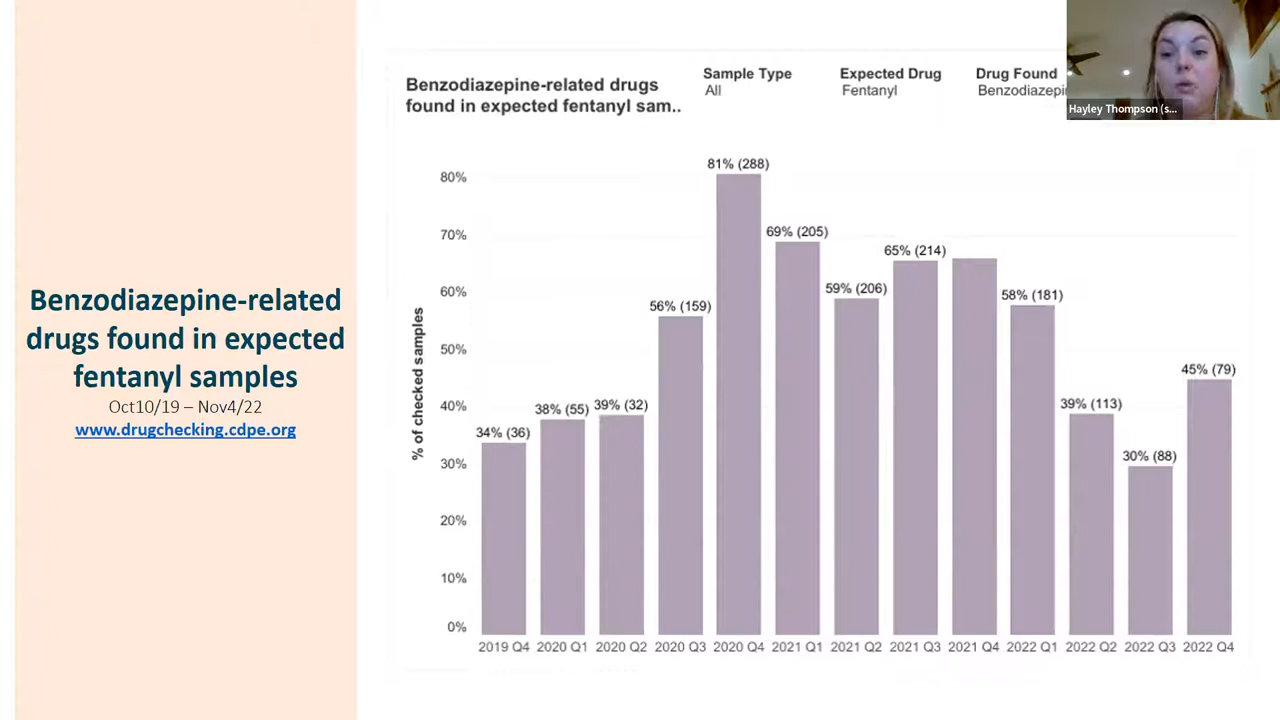 Benzodiazepine-related
drugs found in expected
fentanyl samples
Oct10/19 – Nov4/22
www.drugchecking.cdpe.org
Benzodiazepine-related drugs
found in expected fentanyl sam..
Sample Type
All
Expected Drug
Fentanyl
Drug Found
Hayley Thompson (s...
% of checked samples
80%
70%
60%
50%
40%
30%
20%
10%
0%
34% (36)
38% (55)
39% (32)
56% (159)
81% (288)
69% (205)
59% (206)
65% (214)
58% (181)
39% (113)
30% (88)
45% (79)
2019 Q4
2020 Q1
2020 Q2
2020 Q3
2020 Q4
2021 Q1
2021 Q2
2021 Q3
2021 Q4
2022 Q1
2022 Q2
2022 Q3
2022 Q4